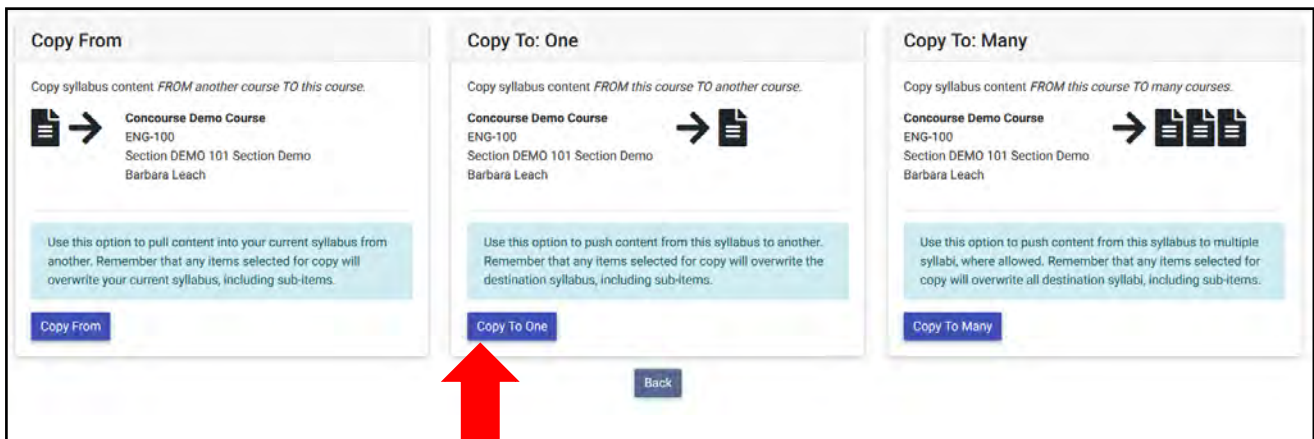 Copy From
Copy syllabus content FROM another course TO this course.
Concourse Demo Course
ENG-100
Section DEMO 101 Section Demo
Barbara Leach
Use this option to pull content into your current syllabus from
another. Remember that any items selected for copy will
overwrite your current syllabus, including sub-items.
Copy From
Copy To: One
Copy syllabus content FROM this course TO another course.
Concourse Demo Course
ENG-100
Section DEMO 101 Section Demo
Barbara Leach
Use this option to push content from this syllabus to another.
Remember that any items selected for copy will overwrite the
destination syllabus, including sub-items.
Copy To One
Copy To: Many
Copy syllabus content FROM this course TO many courses.
Concourse Demo Course
ENG-100
Section DEMO 101 Section Demo
Barbara Leach
Use this option to push content from this syllabus to multiple
syllabi, where allowed. Remember that any items selected for
copy will overwrite all destination syllabi, including sub-items.
Copy To Many
Back